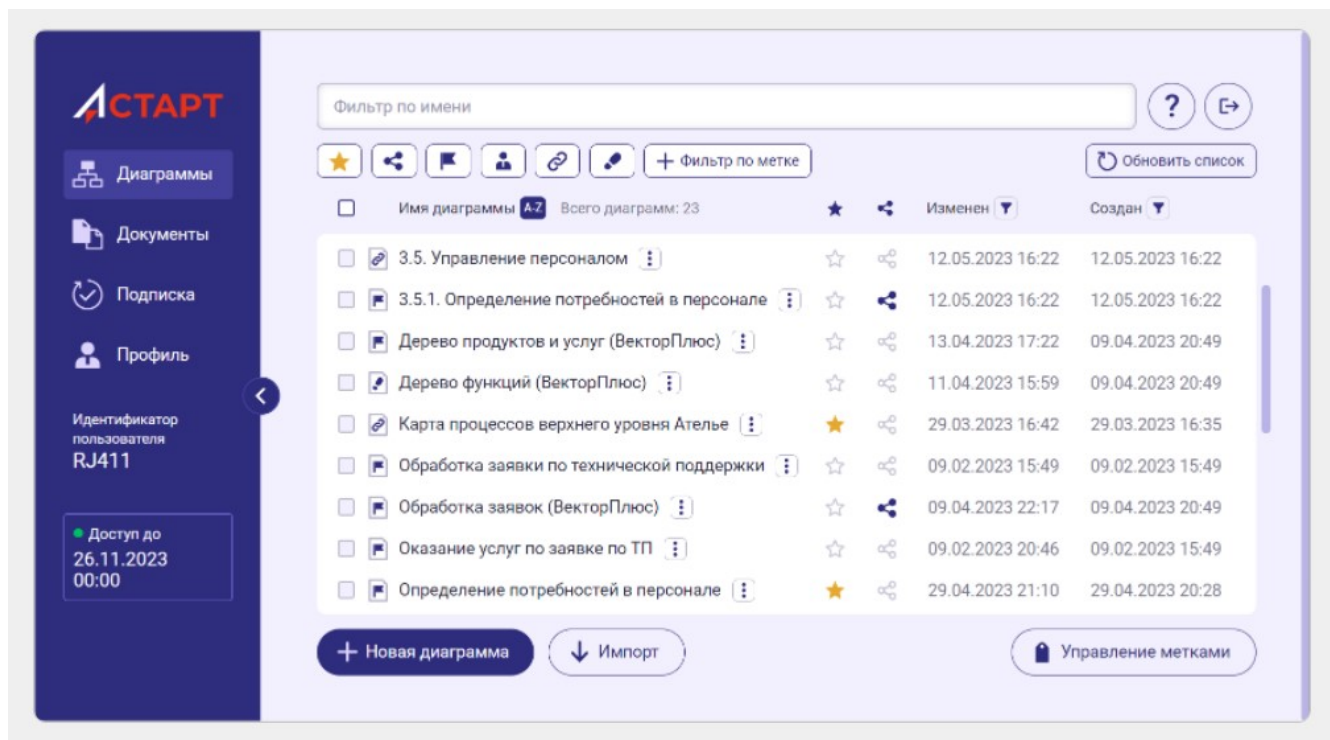 АСТАРТ
Диаграммы
Документы
Подписка
Профиль
Идентификатор
пользователя
RJ411
Доступ до
26.11.2023
00:00
Фильтр по имени
?
Фильтр по метке
Обновить список
Имя диаграммы A-Z Всего диаграмм: 23 Изменен Создан
3.5. Управление персоналом 12.05.2023 16:22 12.05.2023 16:22
3.5.1. Определение потребностей в персонале 12.05.2023 16:22 12.05.2023 16:22
Дерево продуктов и услуг (ВекторПлюс) 13.04.2023 17:22 09.04.2023 20:49
Дерево функций (ВекторПлюс) 11.04.2023 15:59 09.04.2023 20:49
Карта процессов верхнего уровня Ателье 29.03.2023 16:42 29.03.2023 16:35
Обработка заявки по технической поддержки 09.02.2023 15:49 09.02.2023 15:49
Обработка заявок (ВекторПлюс) 09.04.2023 22:17 09.04.2023 20:49
Оказание услуг по заявке по ТП 09.02.2023 20:46 09.02.2023 15:49
Определение потребностей в персонале 29.04.2023 21:10 29.04.2023 20:28
Новая диаграмма
Импорт
Управление метками